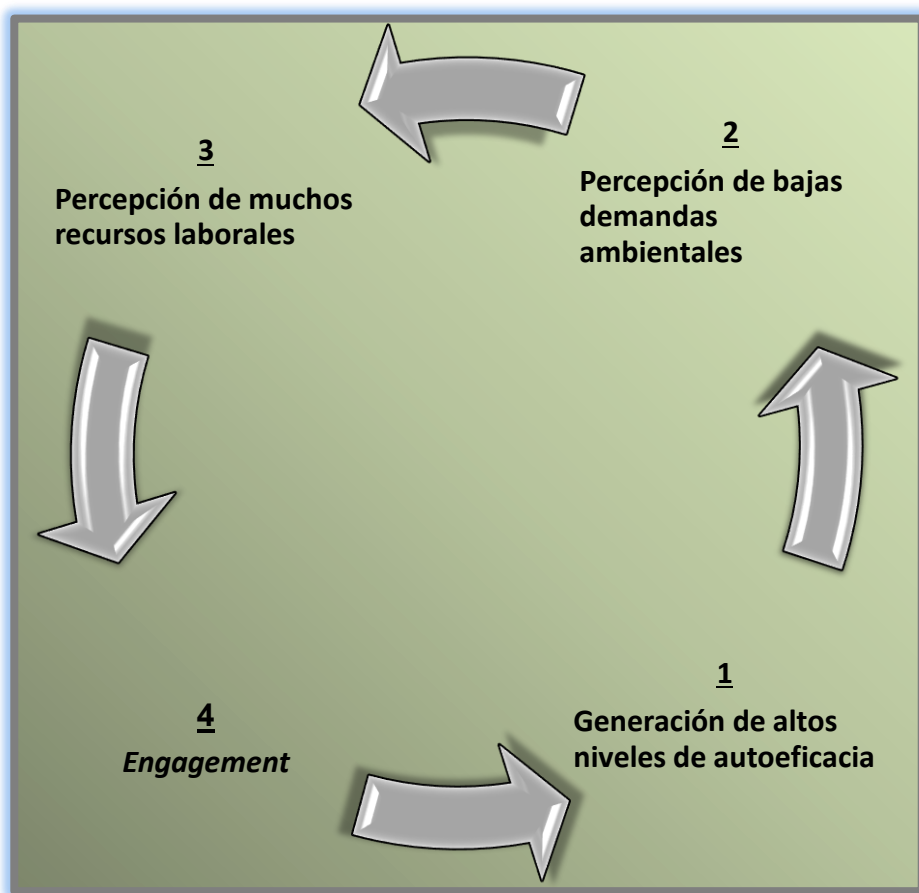 3
Percepción de muchos
recursos laborales
2
Percepción de bajas
demandas
ambientales
4
Engagement
1
Generación de altos
niveles de autoeficacia